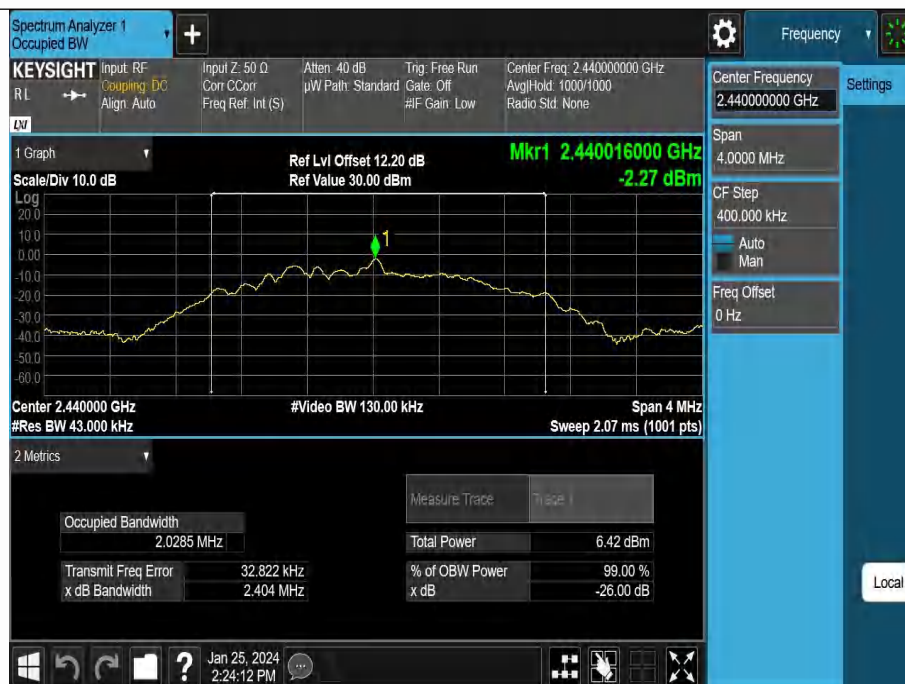 Spectrum Analyzer 1
Occupied BW
Frequency
KEYSIGHT
R L
LXI
Input: RF
Coupling: DC
Align: Auto
Input Z: 50 Ω
Corr CCorr
Freq Ref: Int (S)
Atten: 40 dB
µW Path: Standard
Trig: Free Run
Gate: Off
#IF Gain: Low
Center Freq: 2.440000000 GHz
Avg|Hold: 1000/1000
Radio Std: None
Center Frequency
2.440000000 GHz
Settings
Span
4.0000 MHz
CF Step
400.000 kHz
Auto
Man
Freq Offset
0 Hz
1 Graph
Scale/Div 10.0 dB
Ref Lvl Offset 12.20 dB
Ref Value 30.00 dBm
Mkr1 2.440016000 GHz
-2.27 dBm
Log
20.0
10.0
0.00
-10.0
-20.0
-30.0
-40.0
-50.0
-60.0
1
Center 2.440000 GHz
#Res BW 43.000 kHz
#Video BW 130.00 kHz
Span 4 MHz
Sweep 2.07 ms (1001 pts)
2 Metrics
Measure Trace
Trace 1
Occupied Bandwidth
2.0285 MHz
Total Power
6.42 dBm
Transmit Freq Error
32.822 kHz
% of OBW Power
99.00 %
x dB Bandwidth
2.404 MHz
x dB
-26.00 dB
Local
?
Jan 25, 2024
2:24:12 PM